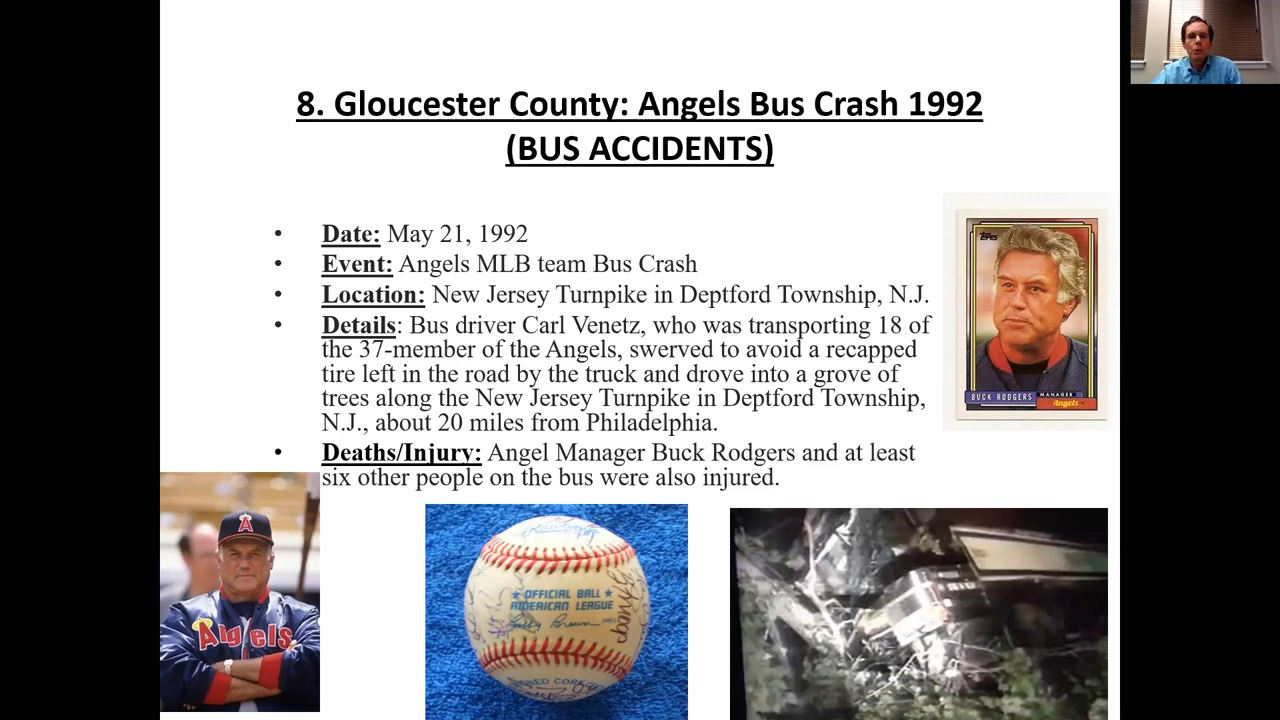 8. Gloucester County: Angels Bus Crash 1992
(BUS ACCIDENTS)
• Date: May 21, 1992
• Event: Angels MLB team Bus Crash
• Location: New Jersey Turnpike in Deptford Township, N.J.
• Details: Bus driver Carl Venetz, who was transporting 18 of
the 37-member of the Angels, swerved to avoid a recapped
tire left in the road by the truck and drove into a grove of
trees along the New Jersey Turnpike in Deptford Township,
N.J., about 20 miles from Philadelphia.
• Deaths/Injury: Angel Manager Buck Rodgers and at least
six other people on the bus were also injured.
TOPPS
BUCK RODGERS MANAGER
Angels
A
Angels
★ OFFICIAL BALL ★
AMERICAN LEAGUE